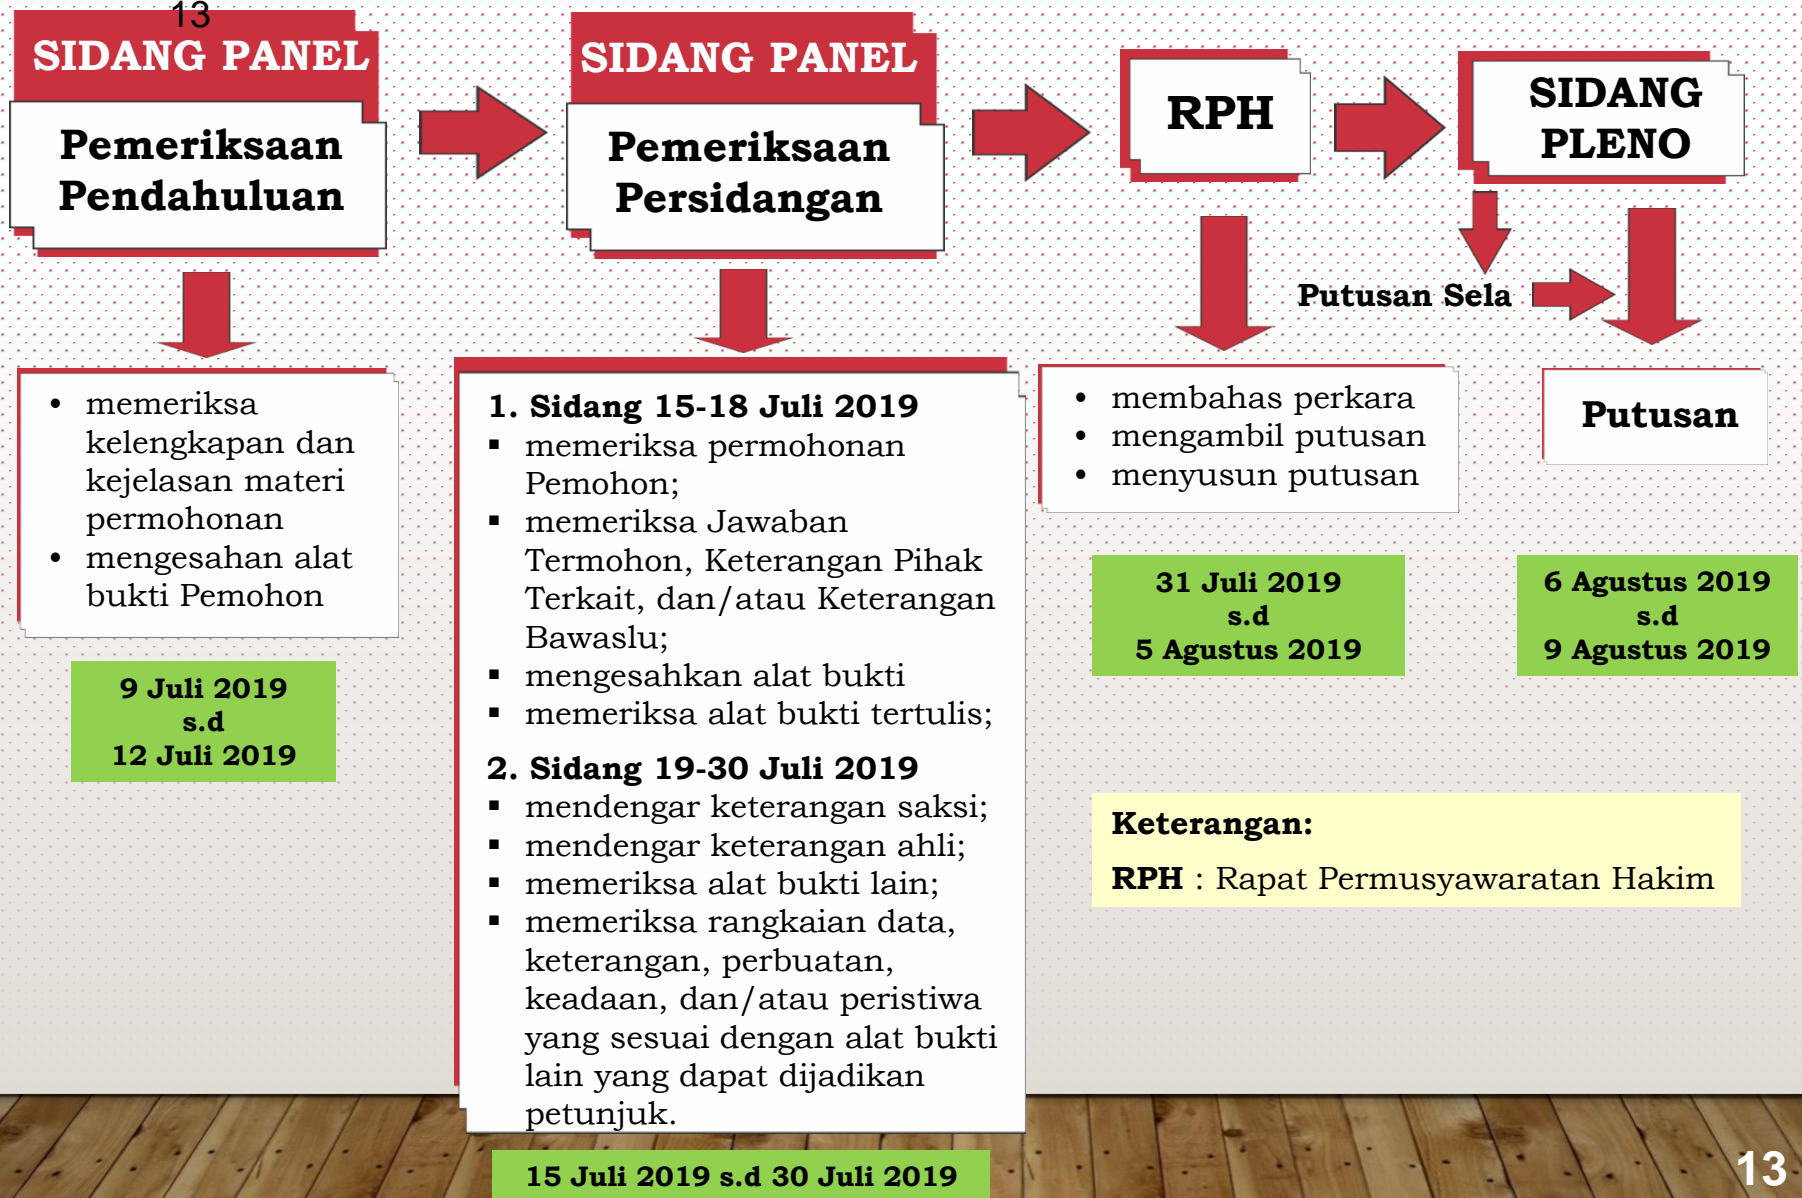 13
SIDANG PANEL
Pemeriksaan
Pendahuluan
• memeriksa
kelengkapan dan
kejelasan materi
permohonan
• mengesahan alat
bukti Pemohon
9 Juli 2019
s.d
12 Juli 2019
SIDANG PANEL
Pemeriksaan
Persidangan
1. Sidang 15-18 Juli 2019
▪ memeriksa permohonan
Pemohon;
▪ memeriksa Jawaban
Termohon, Keterangan Pihak
Terkait, dan/atau Keterangan
Bawaslu;
▪ mengesahkan alat bukti
▪ memeriksa alat bukti tertulis;
2. Sidang 19-30 Juli 2019
▪ mendengar keterangan saksi;
▪ mendengar keterangan ahli;
▪ memeriksa alat bukti lain;
▪ memeriksa rangkaian data,
keterangan, perbuatan,
keadaan, dan/atau peristiwa
yang sesuai dengan alat bukti
lain yang dapat dijadikan
petunjuk.
15 Juli 2019 s.d 30 Juli 2019
RPH
• membahas perkara
• mengambil putusan
• menyusun putusan
31 Juli 2019
s.d
5 Agustus 2019
SIDANG
PLENO
Putusan Sela
Putusan
6 Agustus 2019
s.d
9 Agustus 2019
Keterangan:
RPH : Rapat Permusyawaratan Hakim
13